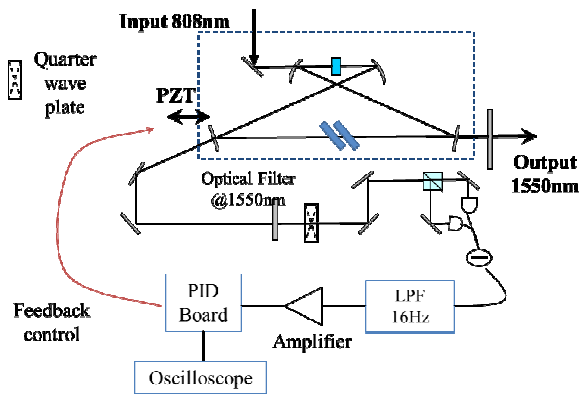 Input 808nm
Quarter
wave
plate
PZT
Output
1550nm
Optical Filter
@1550nm
Feedback
control
PID
Board
Amplifier
LPF
16Hz
Oscilloscope